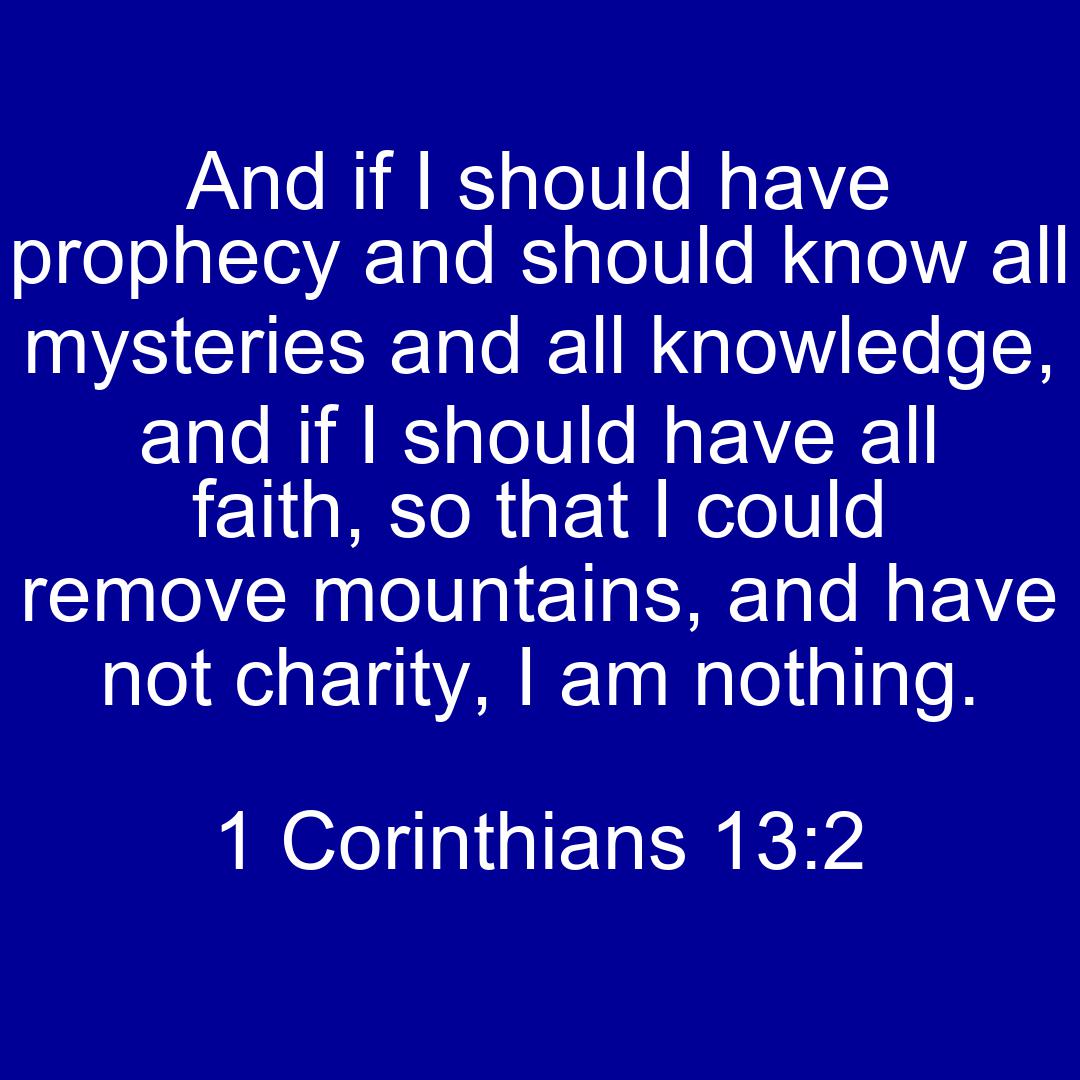 And if I should have
prophecy and should know all
mysteries and all knowledge,
and if I should have all
faith, so that I could
remove mountains, and have
not charity, I am nothing.
1 Corinthians 13:2